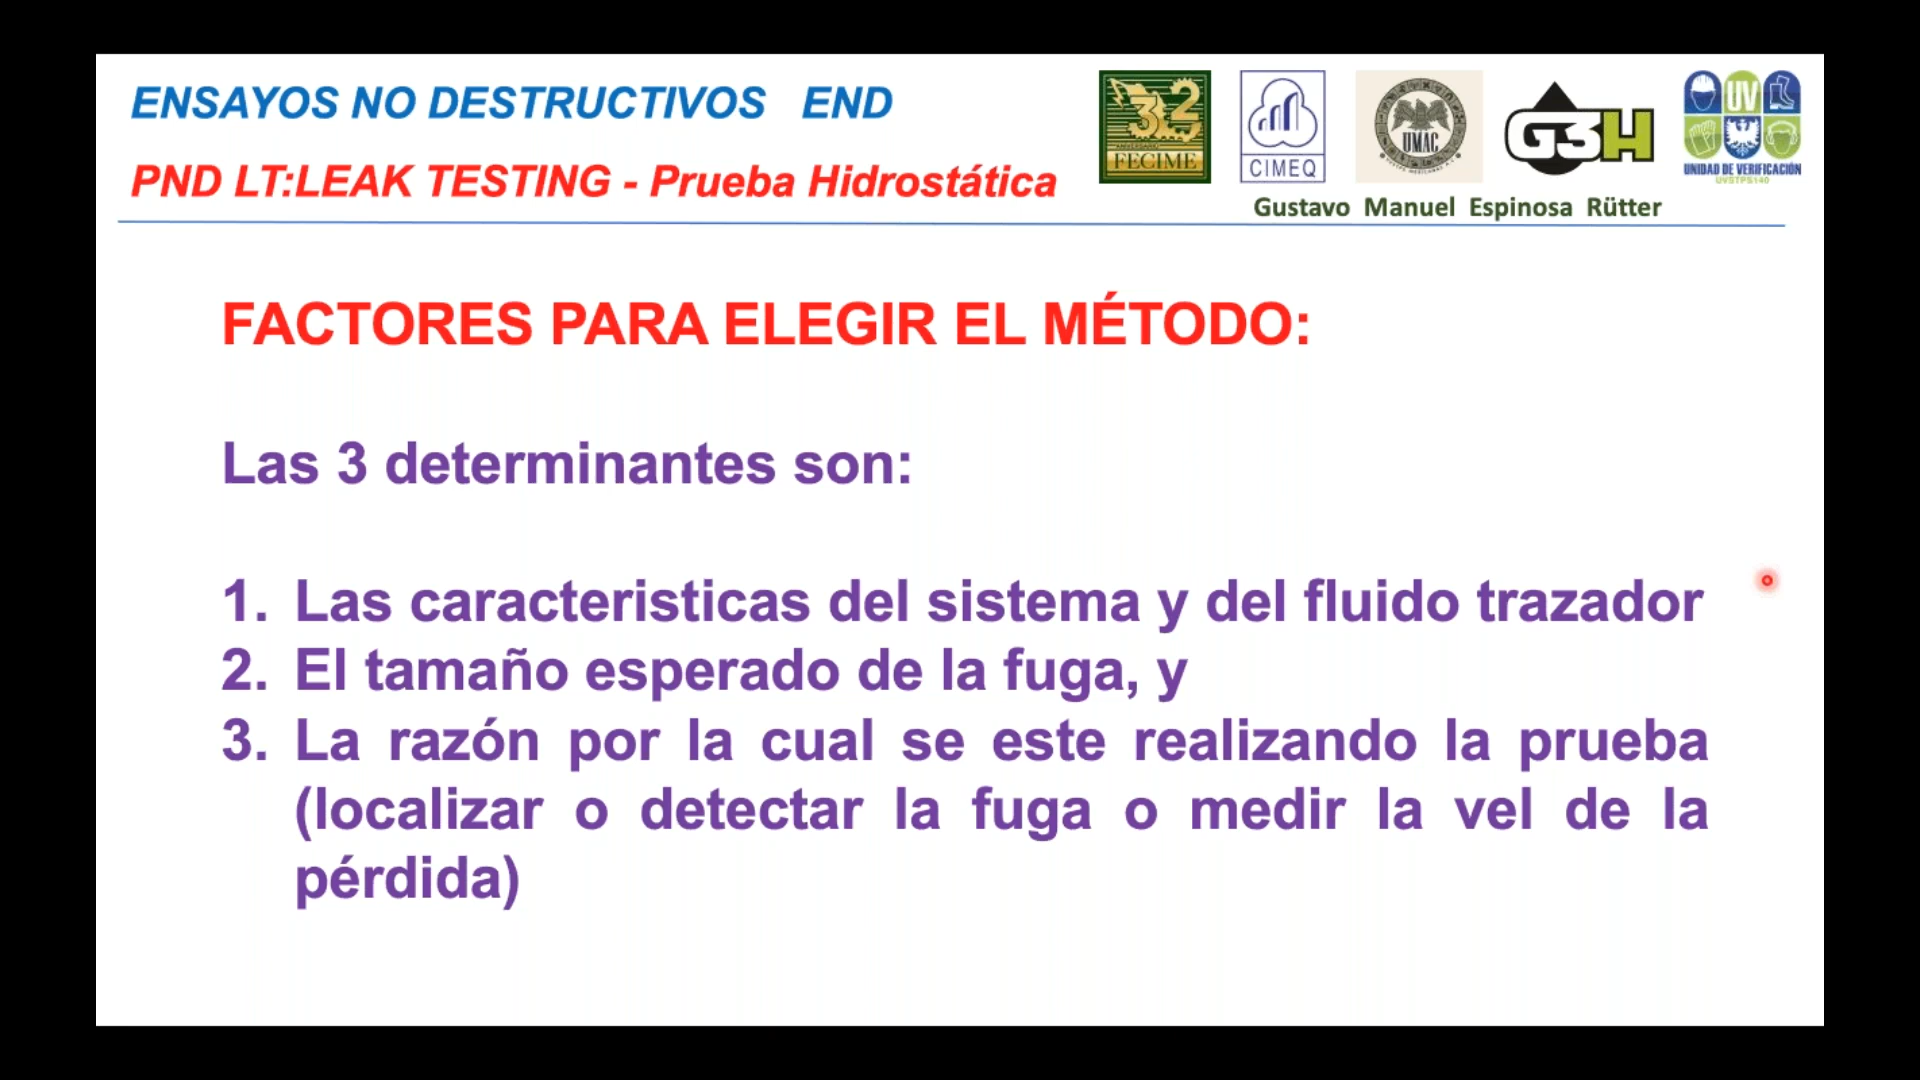 ENSAYOS NO DESTRUCTIVOS END
PND LT:LEAK TESTING - Prueba Hidrostática
32
ANIVERSARIO
FECIME
CIMEQ
UMAC
G3H
UV
UNIDAD DE VERIFICACIÓN
UVSTPS140
Gustavo Manuel Espinosa Rütter
FACTORES PARA ELEGIR EL MÉTODO:
Las 3 determinantes son:
1. Las caracteristicas del sistema y del fluido trazador
2. El tamaño esperado de la fuga, y
3. La razón por la cual se este realizando la prueba
(localizar o detectar la fuga o medir la vel de la
pérdida)